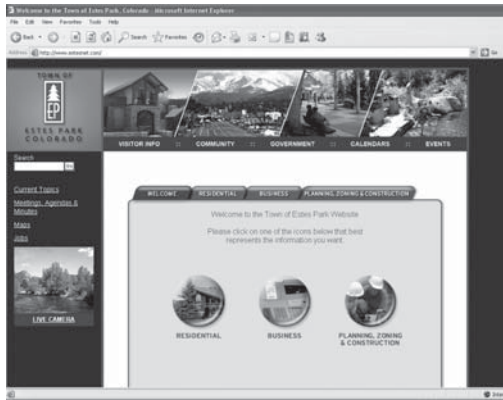 Welcome to the Town of Estes Park, Colorado - Microsoft Internet Explorer
File Edit View Favorites Tools Help
Back Search Favorites
Address http://www.estesnet.com/ Go
TOWN OF
EP
ESTES PARK
COLORADO
VISITOR INFO :: COMMUNITY :: GOVERNMENT :: CALENDARS :: EVENTS
Search
Go
Current Topics
Meetings, Agendas &
Minutes
Maps
Jobs
LIVE CAMERA
WELCOME RESIDENTIAL BUSINESS PLANNING, ZONING & CONSTRUCTION
Welcome to the Town of Estes Park Website
Please click on one of the icons below that best
represents the information you want.
RESIDENTIAL BUSINESS PLANNING, ZONING
& CONSTRUCTION